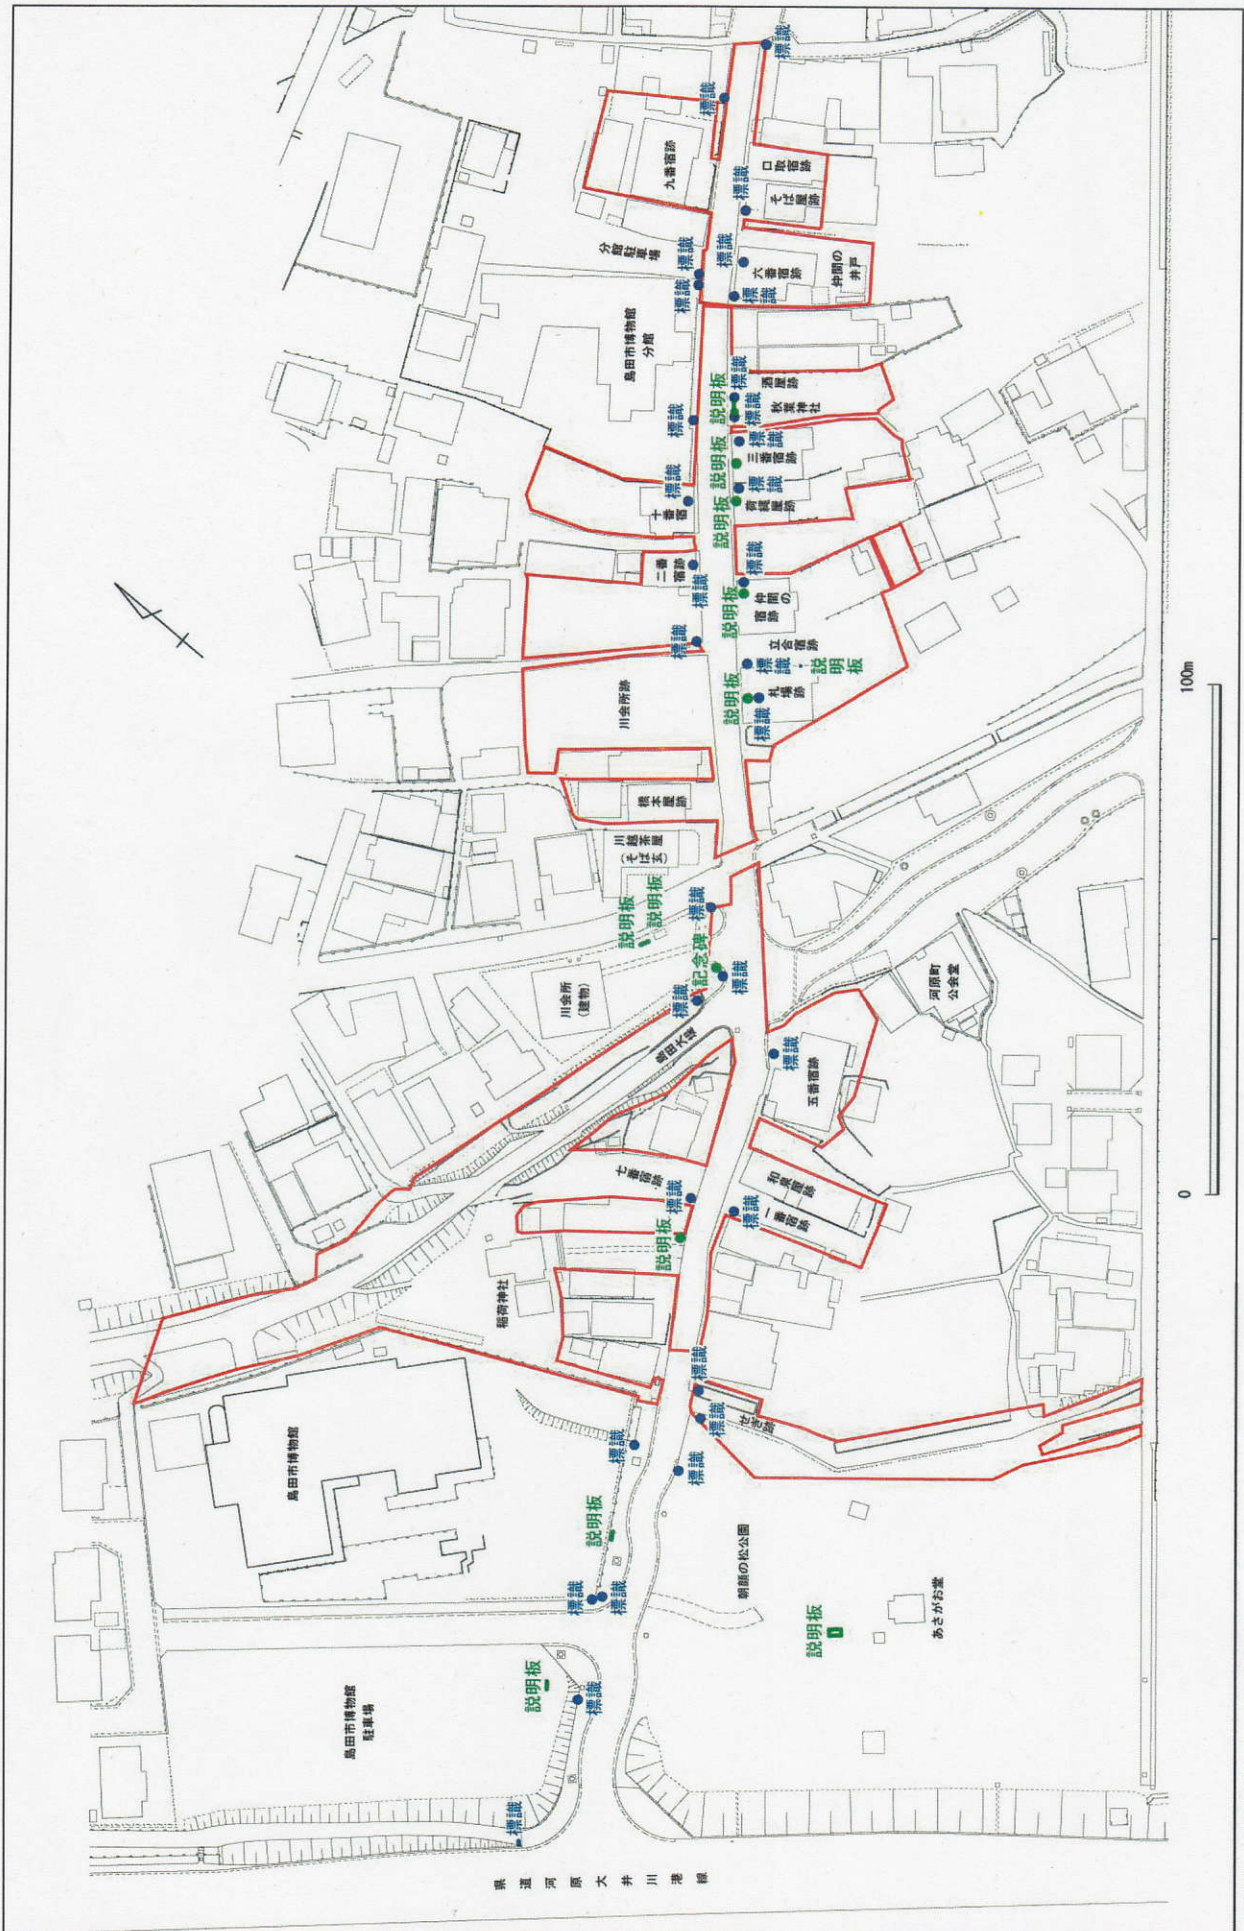 標識
標識
九番宿跡
口取宿跡
標識
そば屋跡
分館駐車場
標識
標識
標識
六番宿跡
仲間の
井戸
標識
島田市博物館
分館
標識
酒屋跡
説明板
標識
秋葉神社
標識
標識
説明板
三番宿跡
標識
標識
十番宿
説明板
荷縄屋跡
二番
宿跡
標識
標識
説明板
仲間の
宿跡
標識
立合宿跡
標識・説明板
川会所跡
説明板
標識
札場跡
橋本屋跡
川越茶屋
(そば玄)
説明板
説明板
標識
記念碑
標識
標識
川会所
(建物)
島田大堤
河原町
公会堂
標識
五番宿跡
七番宿跡
標識
和泉屋跡
一番宿跡
標識
説明板
稲荷神社
標識
標識
せぎ跡
標識
標識
島田市博物館
説明板
朝顔の松公園
標識
標識
説明板
あさがお堂
説明板
標識
島田市博物館
駐車場
標識
県道河原大井川港線
0
100m